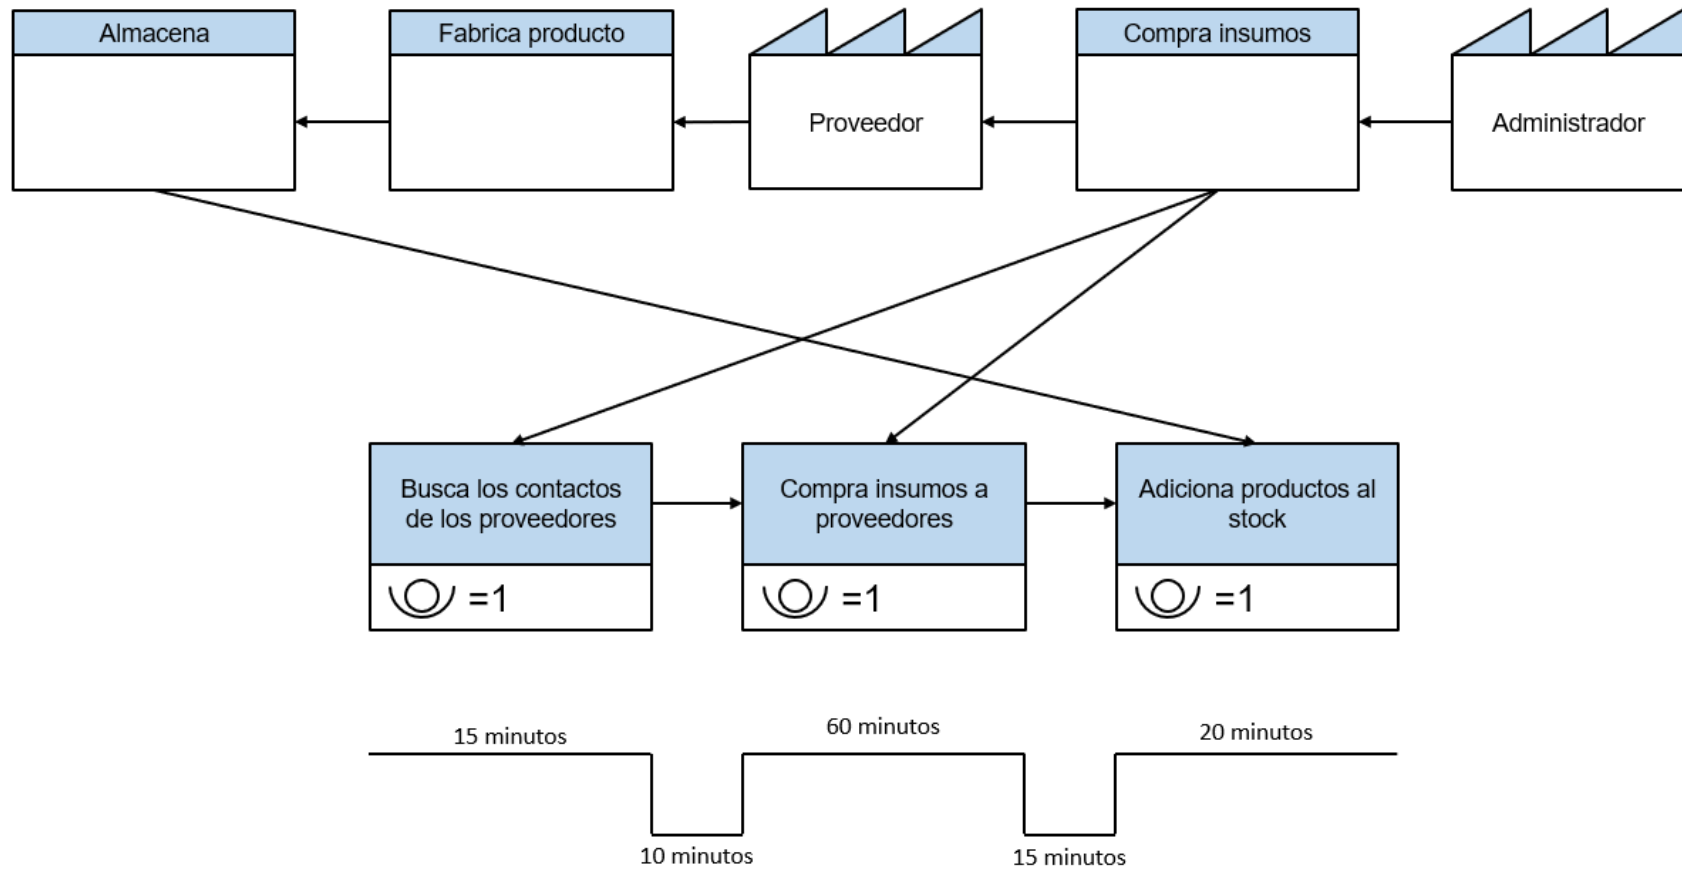 Almacena
Fabrica producto
Proveedor
Compra insumos
Administrador
Busca los contactos
de los proveedores
=1
Compra insumos a
proveedores
=1
Adiciona productos al
stock
=1
15 minutos
10 minutos
60 minutos
15 minutos
20 minutos